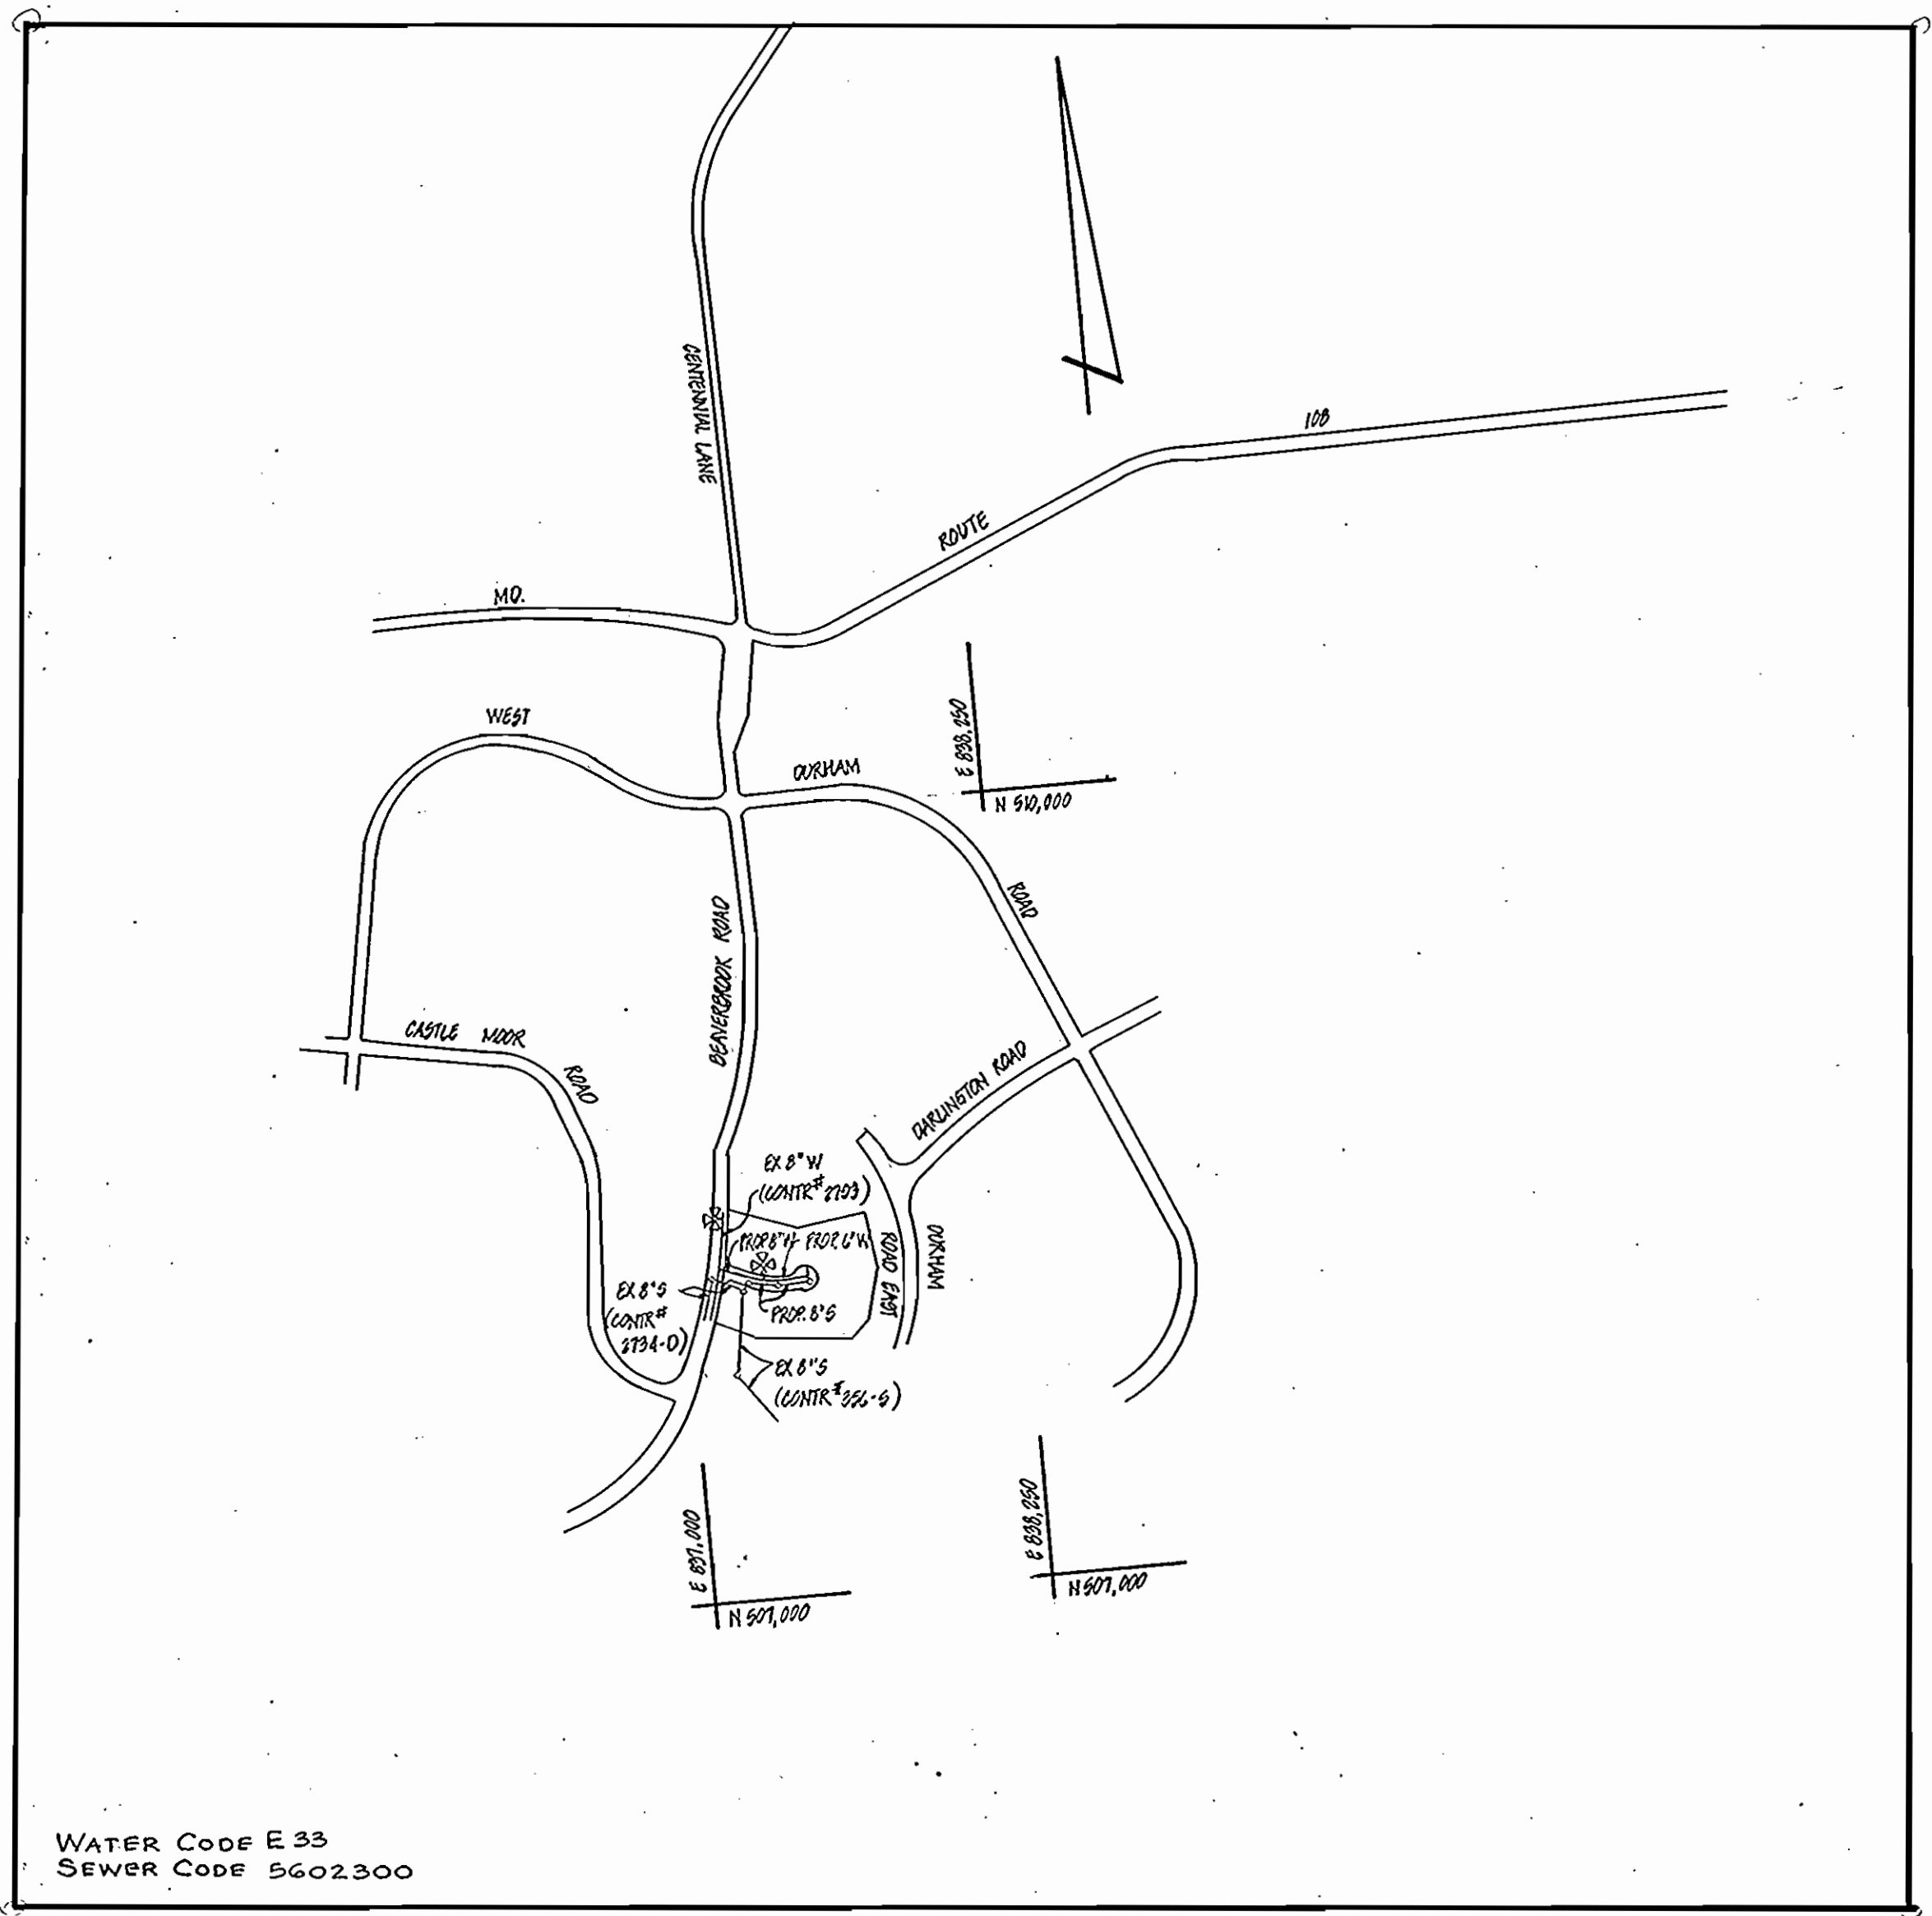 CENTENNIAL LANE
108
ROUTE
MD.
WEST
DURHAM
ROAD
E 838,250
N 510,000
BEAVERBROOK ROAD
CASTLE MOOR
ROAD
DARLINGTON ROAD
EX 8" W
(CONTR#
PROP 8" W PROP. 6" W
ROAD EAST
DURHAM
EX 8" S
(CONTR#
2734-D)
PROP. 8" S
EX 8" S
(CONTR# 356-S)
E 837,000
N 507,000
E 838,250
N 507,000
WATER CODE E 33
SEWER CODE 5602300